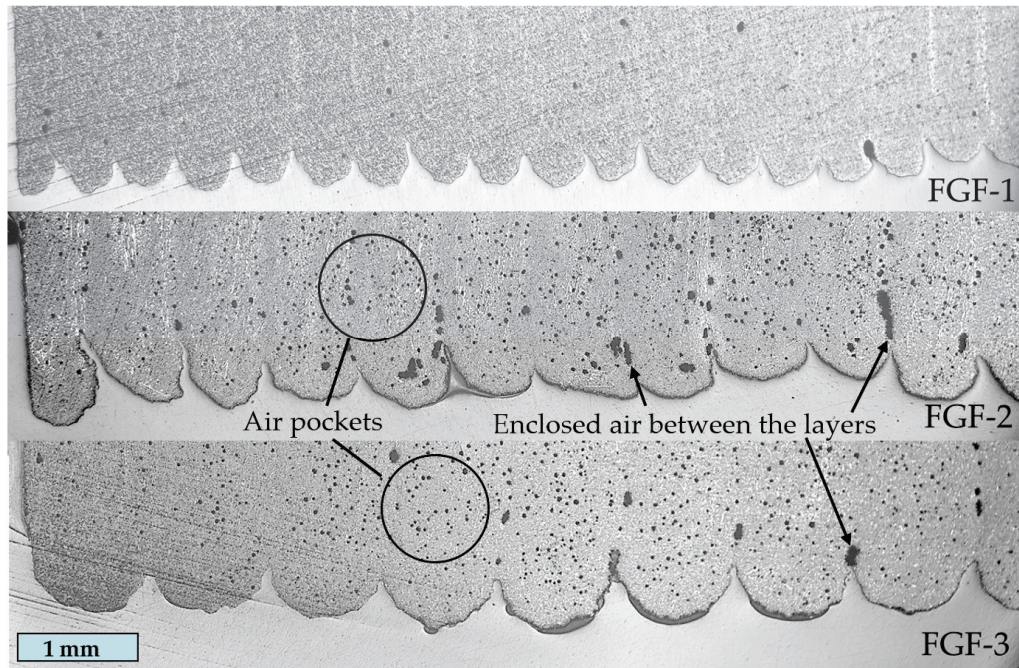 FGF-1
FGF-2
Air pockets
Enclosed air between the layers
FGF-3
1 mm